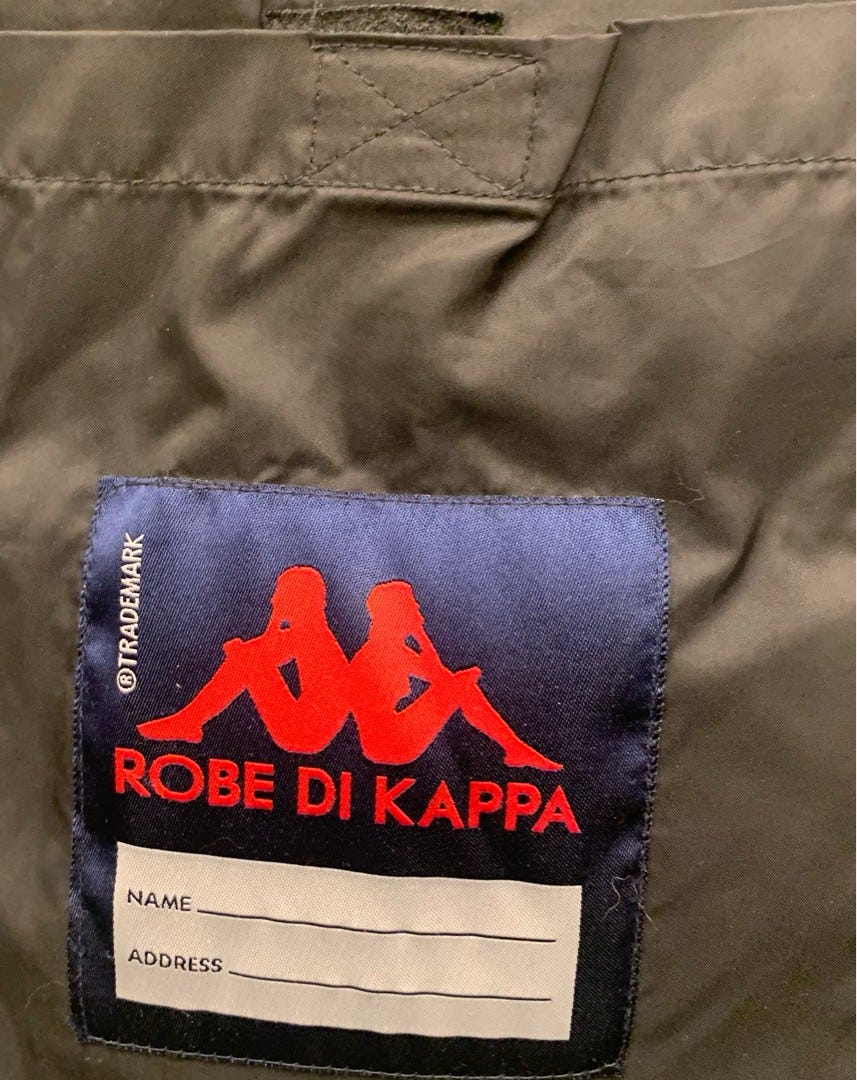 ®TRADEMARK
ROBE DI KAPPA
NAME
ADDRESS